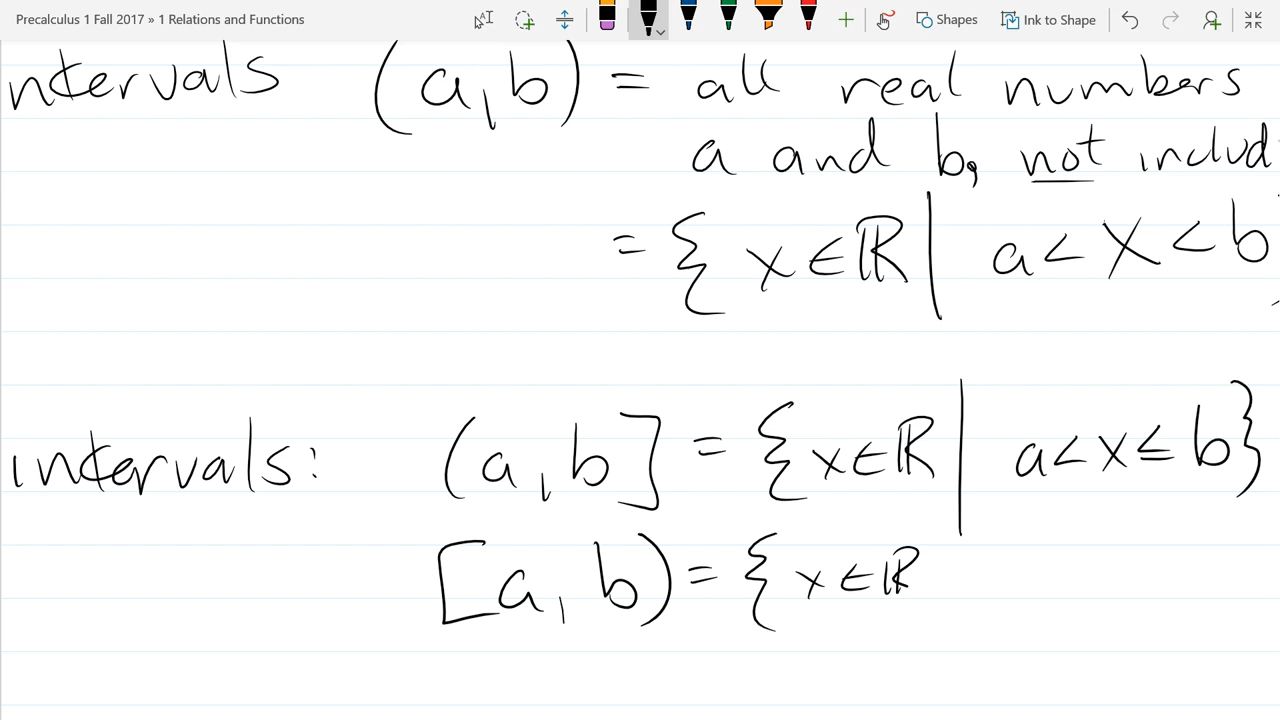 Precalculus 1 Fall 2017 » 1 Relations and Functions
Shapes
Ink to Shape
ntervals (a,b) = all real numbers
a and b, not includ
= { x∈ℝ | a<x<b
intervals: (a,b] = {x∈ℝ | a<x≤b}
[a,b) = {x∈ℝ